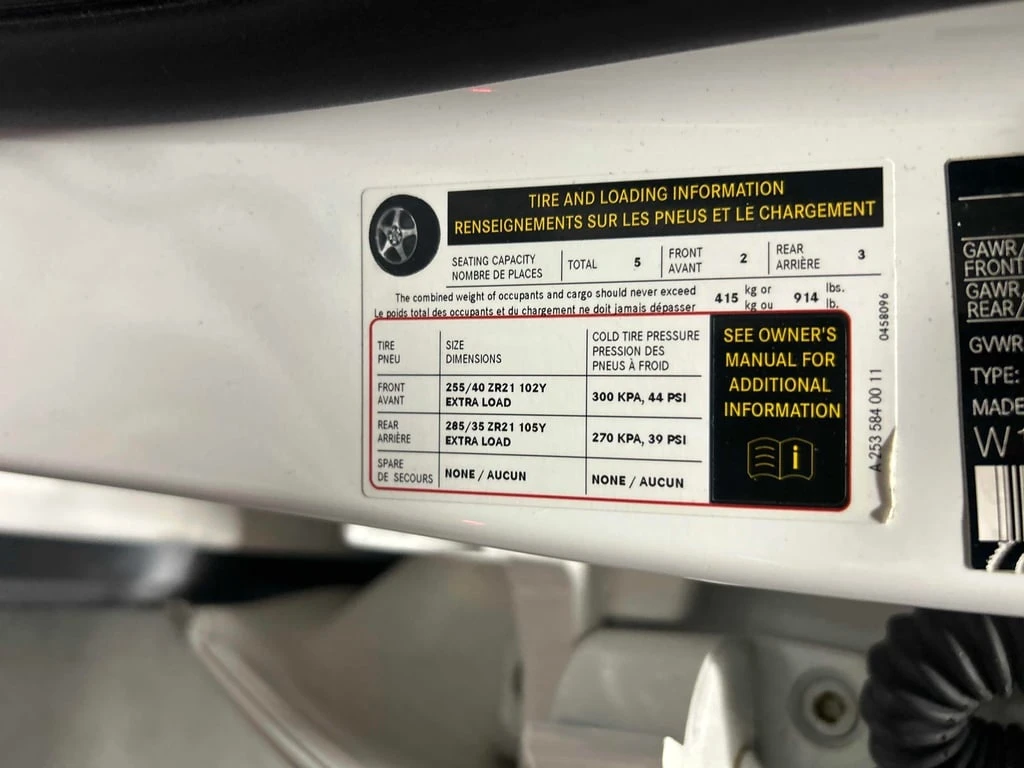 TIRE AND LOADING INFORMATION
RENSEIGNEMENTS SUR LES PNEUS ET LE CHARGEMENT
SEATING CAPACITY
NOMBRE DE PLACES
TOTAL 5
FRONT
AVANT
2
REAR
ARRIÈRE
3
The combined weight of occupants and cargo should never exceed
Le poids total des occupants et du chargement ne doit jamais dépasser
415
kg or
kg ou
914
lbs.
lb.
TIRE
PNEU
SIZE
DIMENSIONS
COLD TIRE PRESSURE
PRESSION DES
PNEUS À FROID
FRONT
AVANT
255/40 ZR21 102Y
EXTRA LOAD
300 KPA, 44 PSI
REAR
ARRIÈRE
285/35 ZR21 105Y
EXTRA LOAD
270 KPA, 39 PSI
SPARE
DE SECOURS
NONE / AUCUN
NONE / AUCUN
SEE OWNER'S
MANUAL FOR
ADDITIONAL
INFORMATION
i
A 253 584 00 11
0458096
GAWR
FRONT
GAWR
REAR/
GVWR
TYPE:
MADE
W